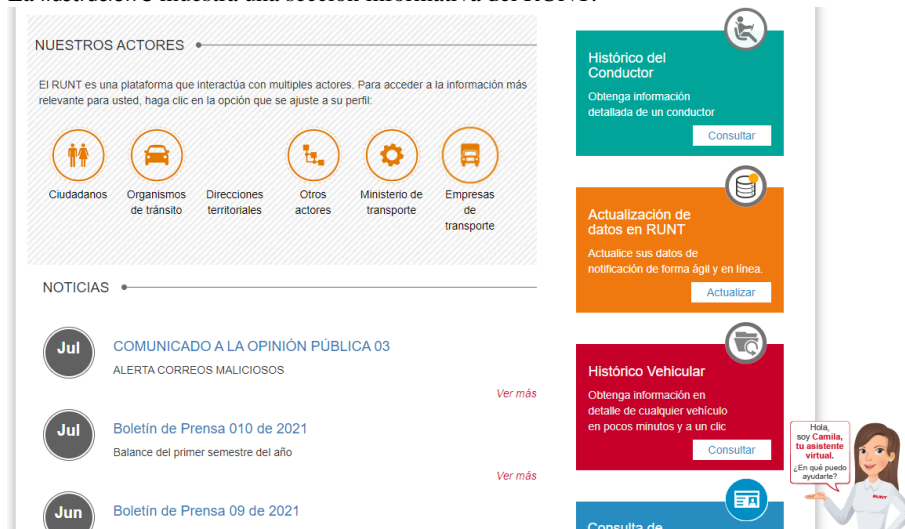 NUESTROS ACTORES
El RUNT es una plataforma que interactúa con multiples actores. Para acceder a la información más
relevante para usted, haga clic en la opción que se ajuste a su perfil:
Ciudadanos
Organismos
de tránsito
Direcciones
territoriales
Otros
actores
Ministerio de
transporte
Empresas
de
transporte
NOTICIAS
Jul
COMUNICADO A LA OPINIÓN PÚBLICA 03
ALERTA CORREOS MALICIOSOS
Ver más
Jul
Boletín de Prensa 010 de 2021
Balance del primer semestre del año
Ver más
Jun
Boletín de Prensa 09 de 2021
Histórico del
Conductor
Obtenga información
detallada de un conductor
Consultar
Actualización de
datos en RUNT
Actualice sus datos de
notificación de forma ágil y en línea.
Actualizar
Histórico Vehicular
Obtenga información en
detalle de cualquier vehículo
en pocos minutos y a un clic
Consultar
Consulta de
Hola,
soy Camila,
tu asistente
virtual.
¿En qué puedo
ayudarte?
RUNT